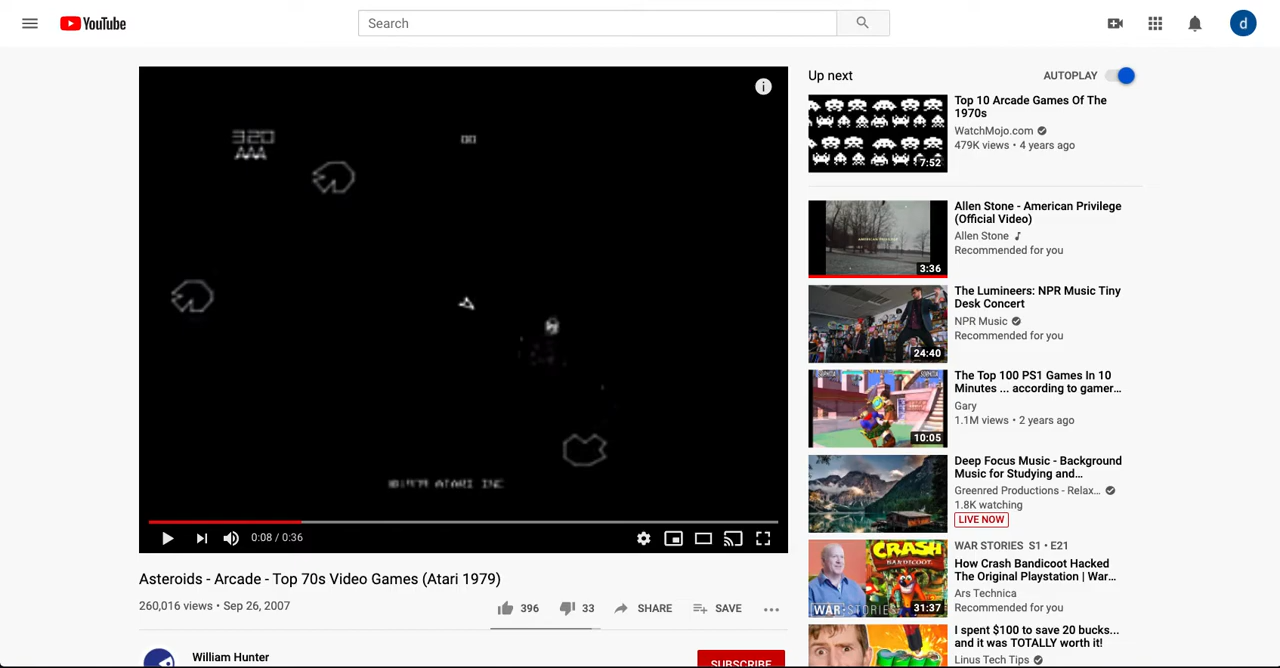 YouTube
Search
d
320
AAA
00
©1979 ATARI INC
0:08 / 0:36
Asteroids - Arcade - Top 70s Video Games (Atari 1979)
260,016 views • Sep 26, 2007
396
33
SHARE
SAVE
William Hunter
SUBSCRIBE
Up next
AUTOPLAY
7:52
Top 10 Arcade Games Of The
1970s
WatchMojo.com
479K views • 4 years ago
3:36
Allen Stone - American Privilege
(Official Video)
Allen Stone
Recommended for you
24:40
The Lumineers: NPR Music Tiny
Desk Concert
NPR Music
Recommended for you
10:05
The Top 100 PS1 Games In 10
Minutes ... according to gamer...
Gary
1.1M views • 2 years ago
Deep Focus Music - Background
Music for Studying and...
Greenred Productions - Relax...
1.8K watching
LIVE NOW
CRASH
BANDICOOT
WAR STORIES
31:37
WAR STORIES S1 • E21
How Crash Bandicoot Hacked
The Original Playstation | War...
Ars Technica
Recommended for you
I spent $100 to save 20 bucks...
and it was TOTALLY worth it!
Linus Tech Tips